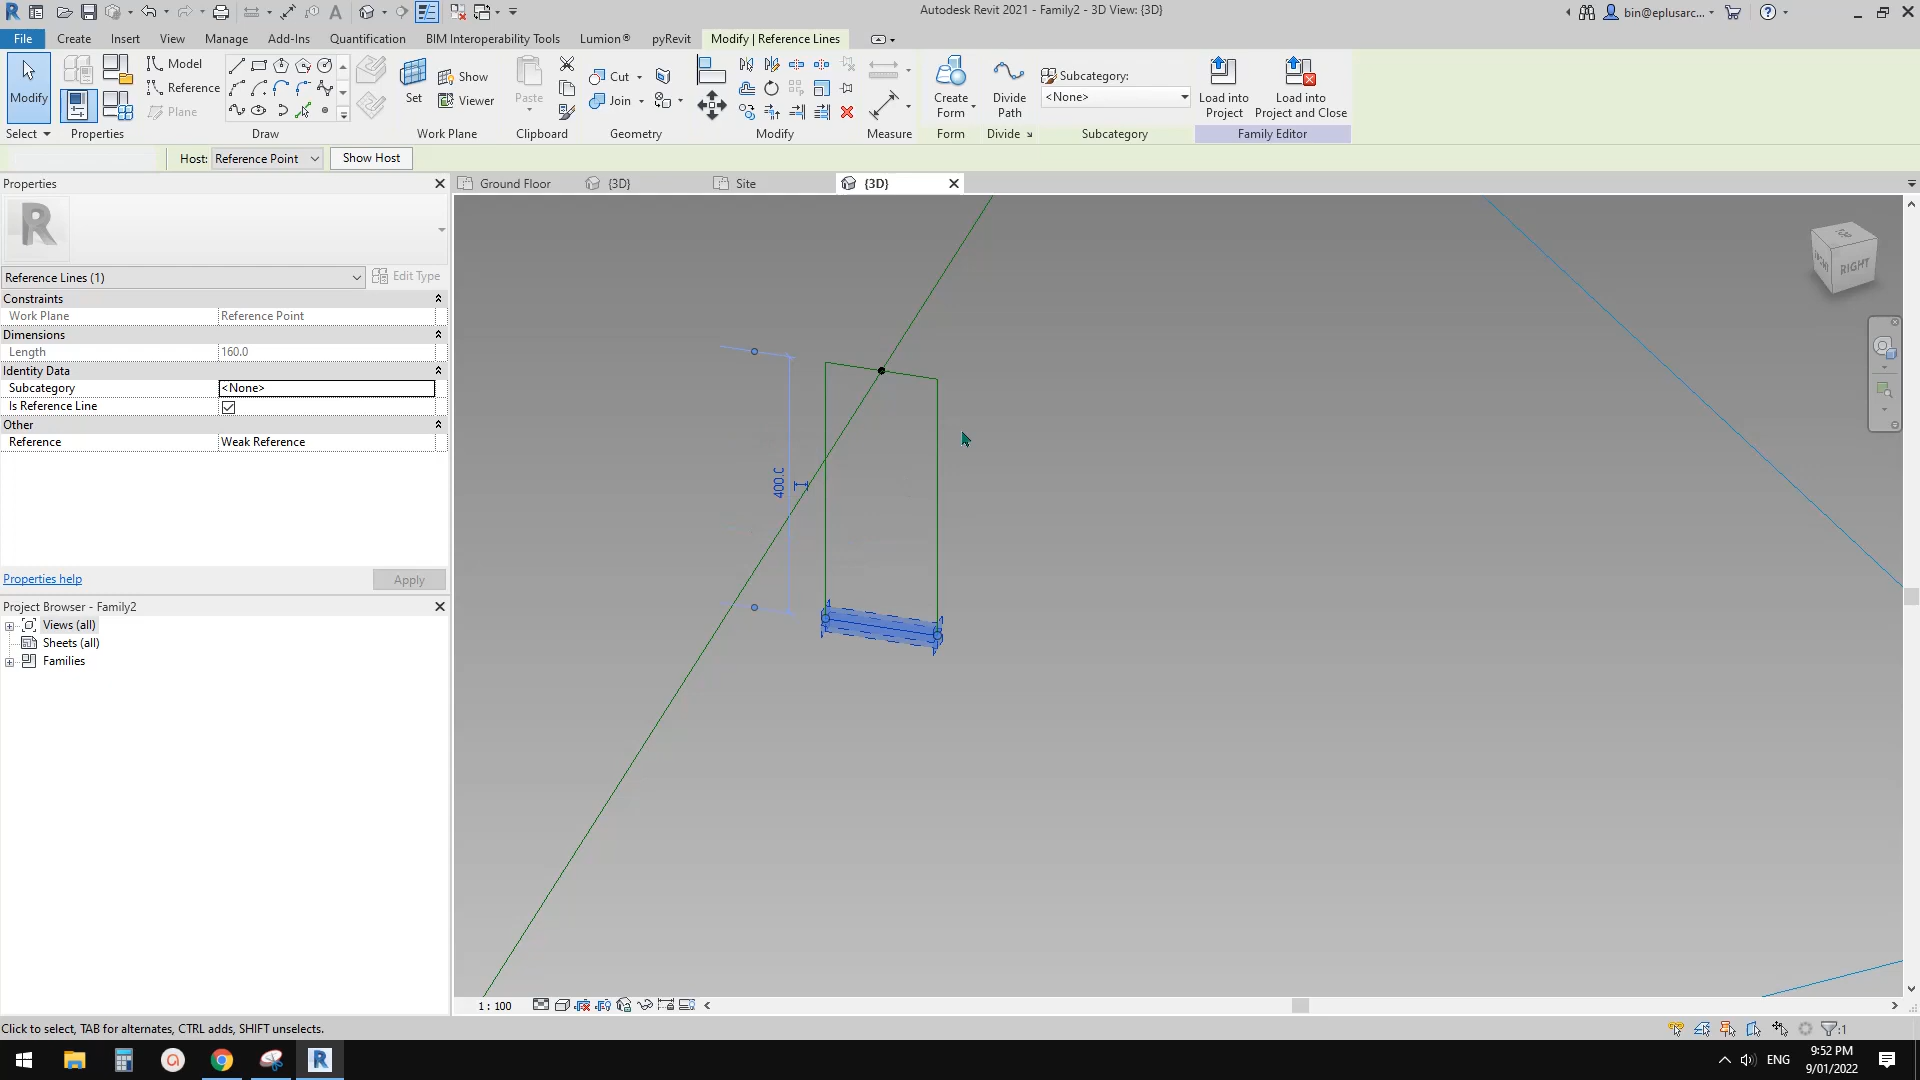 Autodesk Revit 2021 - Family2 - 3D View: {3D}
bin@eplusarc...
File
Create
Insert
View
Manage
Add-Ins
Quantification
BIM Interoperability Tools
Lumion®
pyRevit
Modify | Reference Lines
Modify
Model
Reference
Plane
Set
Show
Viewer
Paste
Cut
Join
Create
Form
Divide
Path
Subcategory:
<None>
Load into
Project
Load into
Project and Close
Select
Properties
Draw
Work Plane
Clipboard
Geometry
Modify
Measure
Form
Divide
Subcategory
Family Editor
Host: Reference Point
Show Host
Properties
Ground Floor
{3D}
Site
{3D}
R
Reference Lines (1)
Edit Type
Constraints
Work Plane Reference Point
Dimensions
Length 160.0
Identity Data
Subcategory <None>
Is Reference Line
Other
Reference Weak Reference
Properties help
Apply
Project Browser - Family2
Views (all)
Sheets (all)
Families
TOP
RIGHT
1 : 100
Click to select, TAB for alternates, CTRL adds, SHIFT unselects.
:1
ENG
9:52 PM
9/01/2022